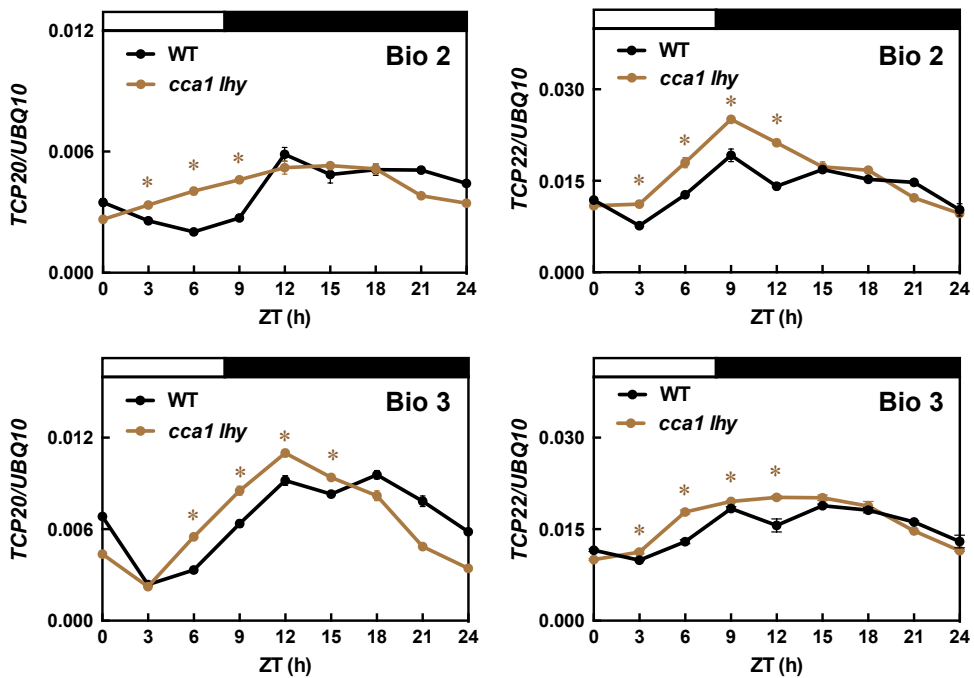 WT
cca1 lhy
Bio 2
TCP20/UBQ10
0.012
0.006
0.000
0 3 6 9 12 15 18 21 24
ZT (h)
*
*
*
WT
cca1 lhy
Bio 2
TCP22/UBQ10
0.030
0.015
0.000
0 3 6 9 12 15 18 21 24
ZT (h)
*
*
*
*
WT
cca1 lhy
Bio 3
TCP20/UBQ10
0.012
0.006
0.000
0 3 6 9 12 15 18 21 24
ZT (h)
*
*
*
*
WT
cca1 lhy
Bio 3
TCP22/UBQ10
0.030
0.015
0.000
0 3 6 9 12 15 18 21 24
ZT (h)
*
*
*
*